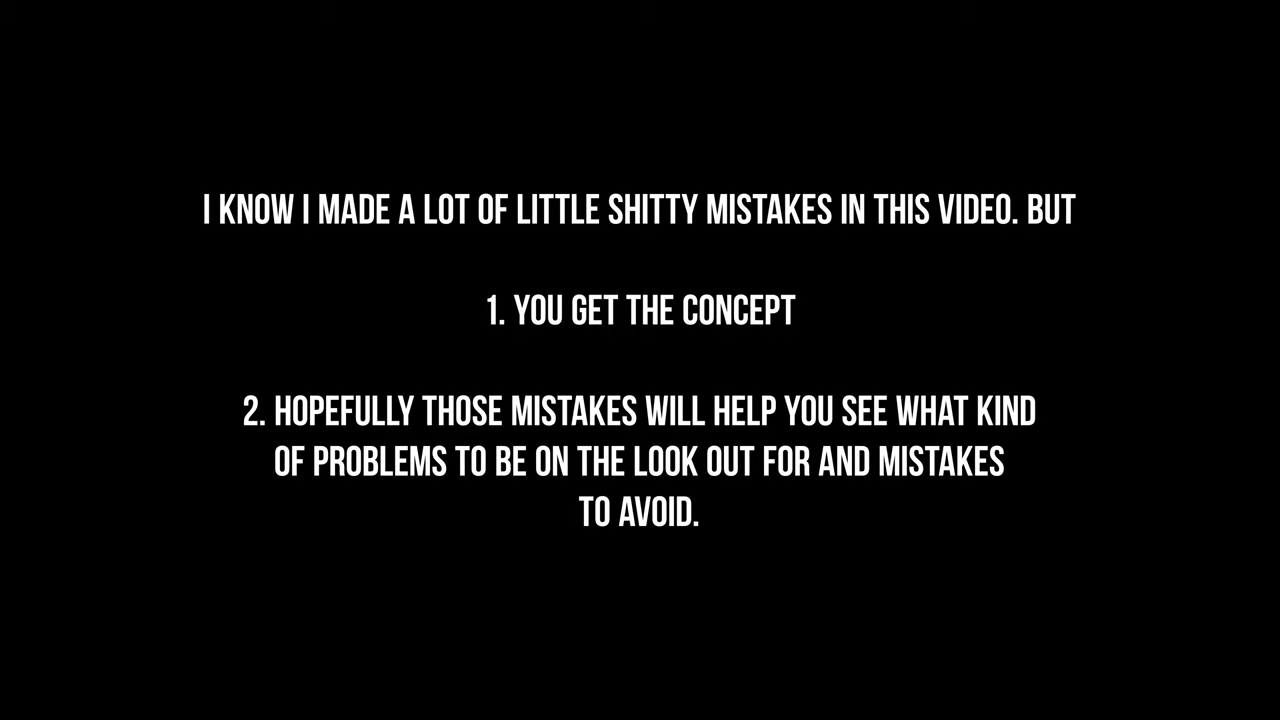 I KNOW I MADE A LOT OF LITTLE SHITTY MISTAKES IN THIS VIDEO. BUT
1. YOU GET THE CONCEPT
2. HOPEFULLY THOSE MISTAKES WILL HELP YOU SEE WHAT KIND
OF PROBLEMS TO BE ON THE LOOK OUT FOR AND MISTAKES
TO AVOID.